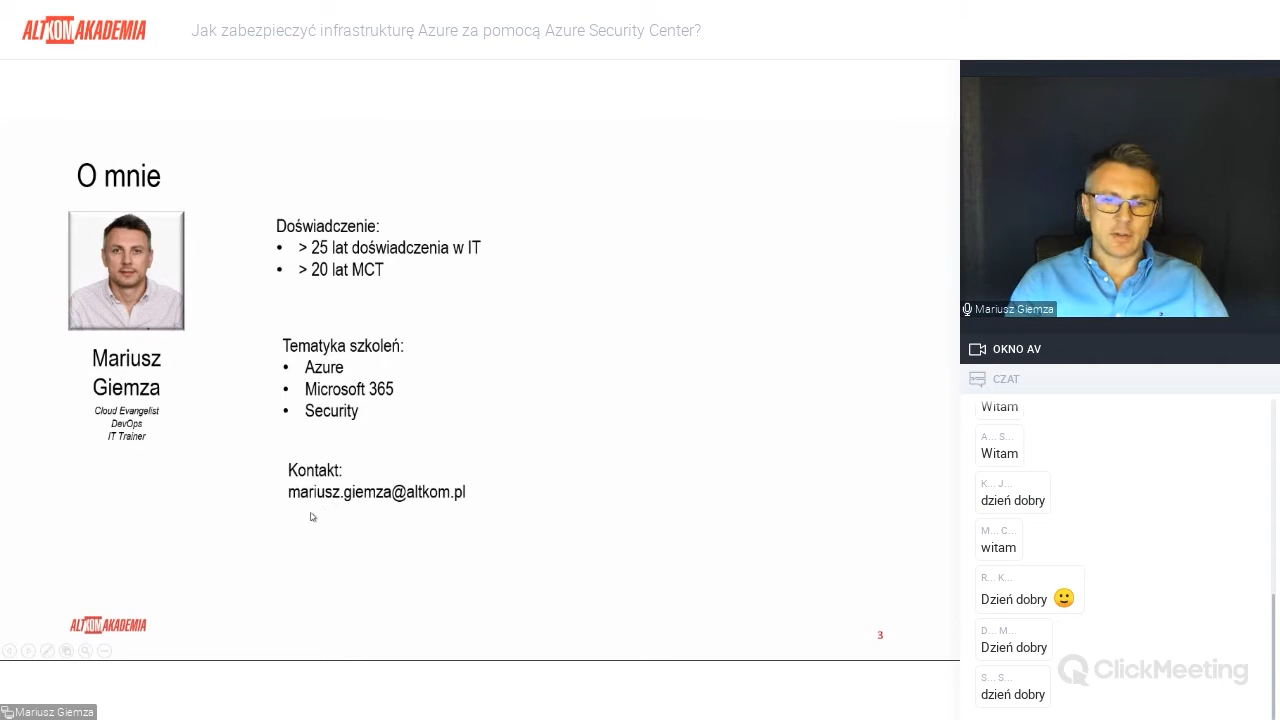 ALTKOM AKADEMIA
Jak zabezpieczyć infrastrukturę Azure za pomocą Azure Security Center?
O mnie
Mariusz
Giemza
Cloud Evangelist
DevOps
IT Trainer
Doświadczenie:
• > 25 lat doświadczenia w IT
• > 20 lat MCT
Tematyka szkoleń:
• Azure
• Microsoft 365
• Security
Kontakt:
mariusz.giemza@altkom.pl
ALTKOM AKADEMIA
3
Mariusz Giemza
Mariusz Giemza
OKNO AV
CZAT
Witam
A... S...
Witam
K... J...
dzień dobry
M... C...
witam
R... K...
Dzień dobry 🙂
D... M...
Dzień dobry
S... S...
dzień dobry
ClickMeeting